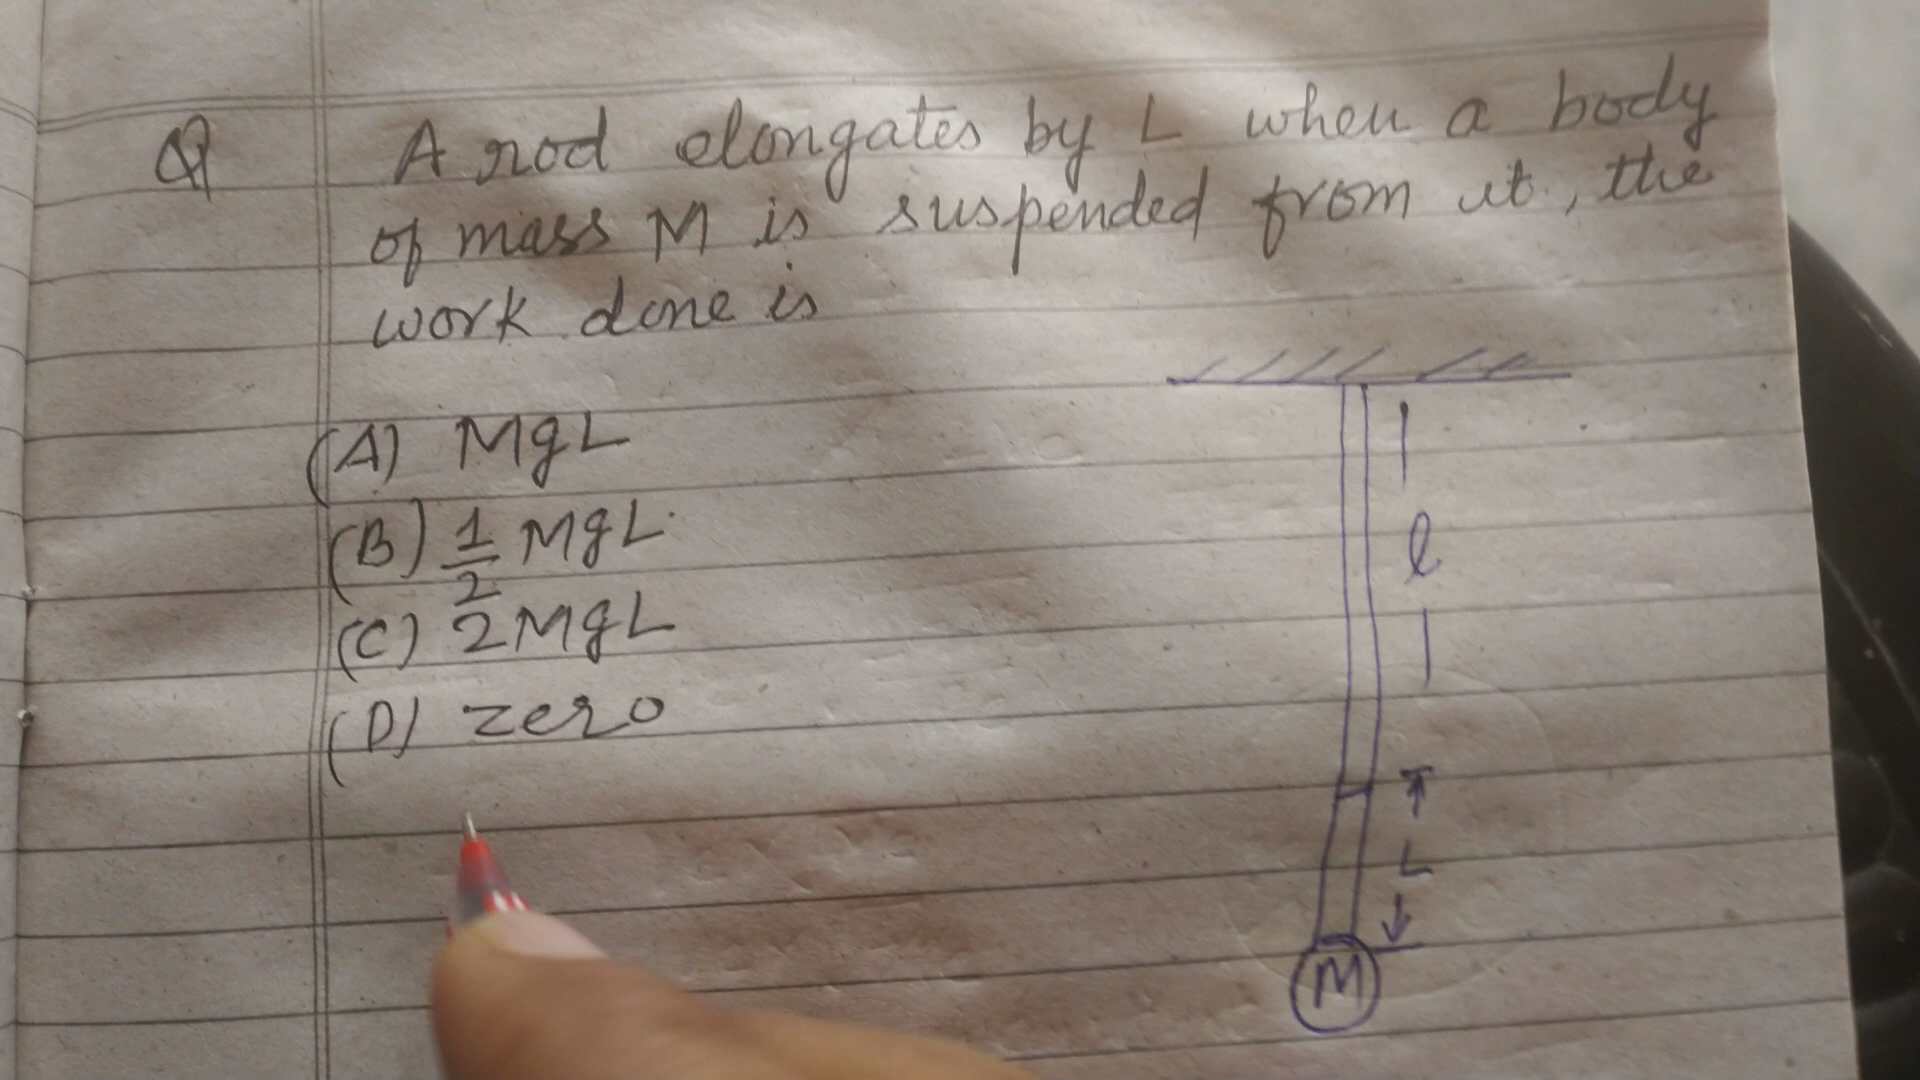 Q A rod elongates by L when a body
of mass M is suspended from it, the
work done is
(A) MgL
(B) 1/2 MgL
(C) 2MgL
(D) zero
l
L
M